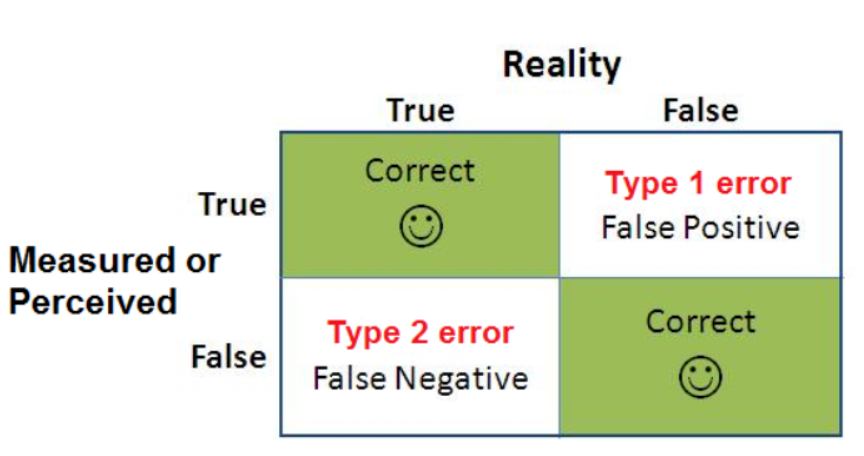 Reality
True False
Correct
Type 1 error
True
False Positive
Measured or
Perceived
Type 2 error
Correct
False
False Negative